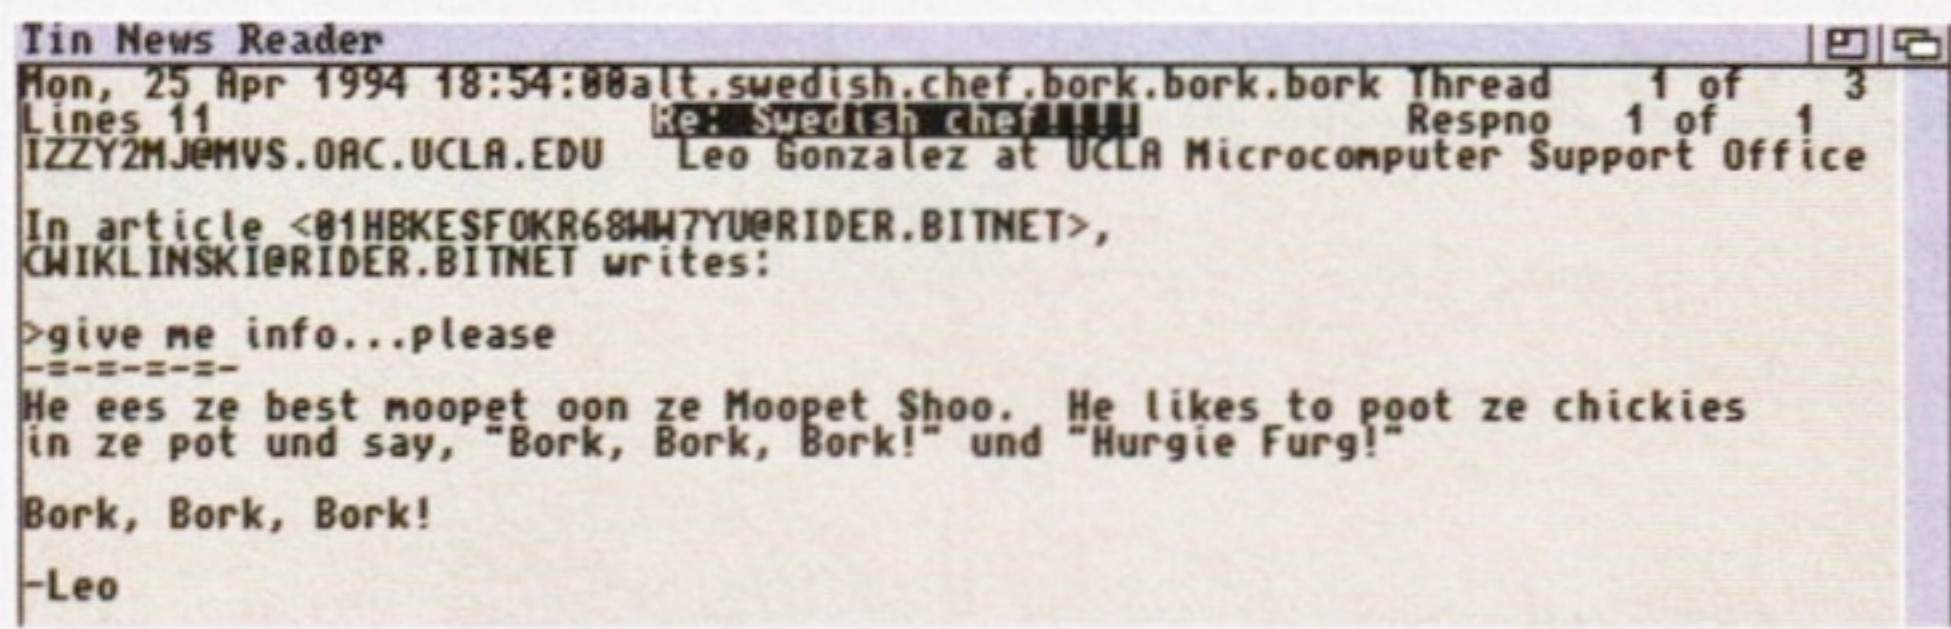 Tin News Reader
Mon, 25 Apr 1994 18:54:00alt.swedish.chef.bork.bork.bork Thread 1 of 3
Lines 11 Re: Swedish chef!!!! Respno 1 of 1
IZZY2MJ@MVS.OAC.UCLA.EDU Leo Gonzalez at UCLA Microcomputer Support Office
In article <01HBKESFOKR68WW7YU@RIDER.BITNET>,
CWIKLINSKI@RIDER.BITNET writes:
>give me info...please
-=-=-=-=-
He ees ze best moopet oon ze Moopet Shoo. He likes to poot ze chickies
in ze pot und say, "Bork, Bork, Bork!" und "Hurgie Furg!"
Bork, Bork, Bork!
-Leo